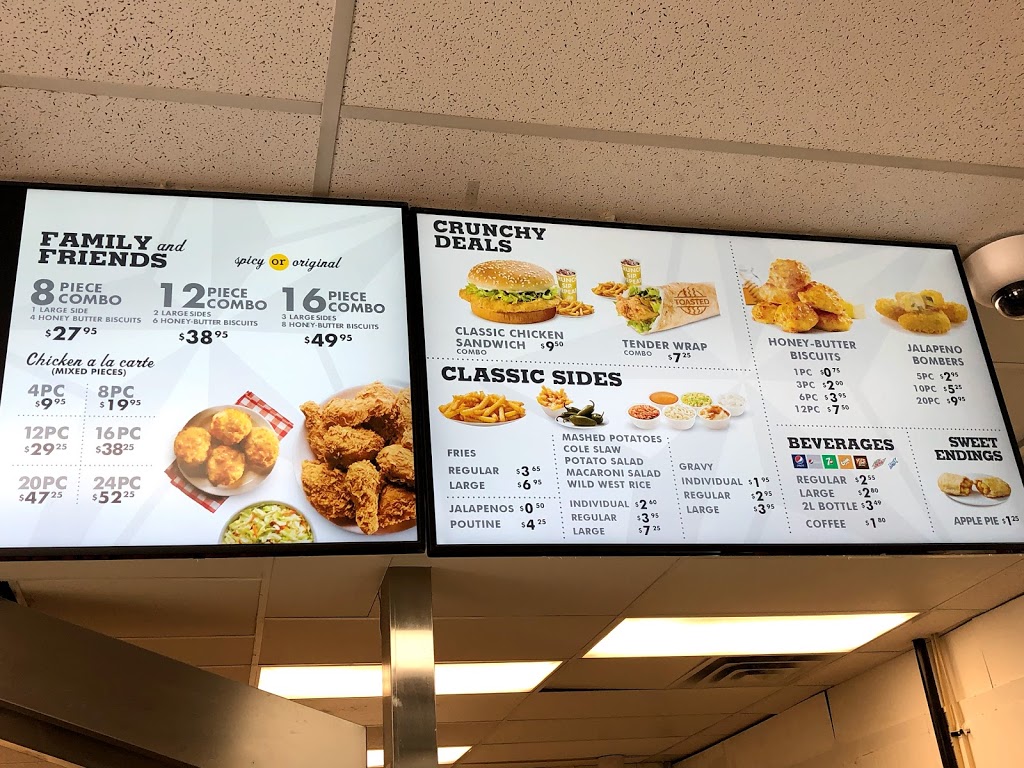 FAMILY and
FRIENDS
spicy or original
8 PIECE
COMBO
1 LARGE SIDE
4 HONEY-BUTTER BISCUITS
$27 95
12 PIECE
COMBO
2 LARGE SIDES
6 HONEY-BUTTER BISCUITS
$38 95
16 PIECE
COMBO
3 LARGE SIDES
8 HONEY-BUTTER BISCUITS
$49 95
Chicken a la carte
(MIXED PIECES)
4PC
$9 95
8PC
$19 95
12PC
$29 25
16PC
$38 25
20PC
$47 25
24PC
$52 25
CRUNCHY
DEALS
TOASTED
CLASSIC CHICKEN
SANDWICH $9 50
COMBO
TENDER WRAP
COMBO $7 25
CLASSIC SIDES
FRIES
REGULAR $3 65
LARGE $6 95
JALAPENOS $0 50
POUTINE $4 25
MASHED POTATOES
COLE SLAW
POTATO SALAD
MACARONI SALAD
WILD WEST RICE
INDIVIDUAL $2 60
REGULAR $3 95
LARGE $7 25
GRAVY
INDIVIDUAL $1 95
REGULAR $2 95
LARGE $3 95
HONEY-BUTTER
BISCUITS
1PC $0 75
3PC $2 00
6PC $3 95
12PC $7 50
JALAPENO
BOMBERS
5PC $2 95
10PC $5 25
20PC $9 95
BEVERAGES
REGULAR $2 55
LARGE $2 80
2L BOTTLE $3 49
COFFEE $1 80
SWEET
ENDINGS
APPLE PIE $1 25